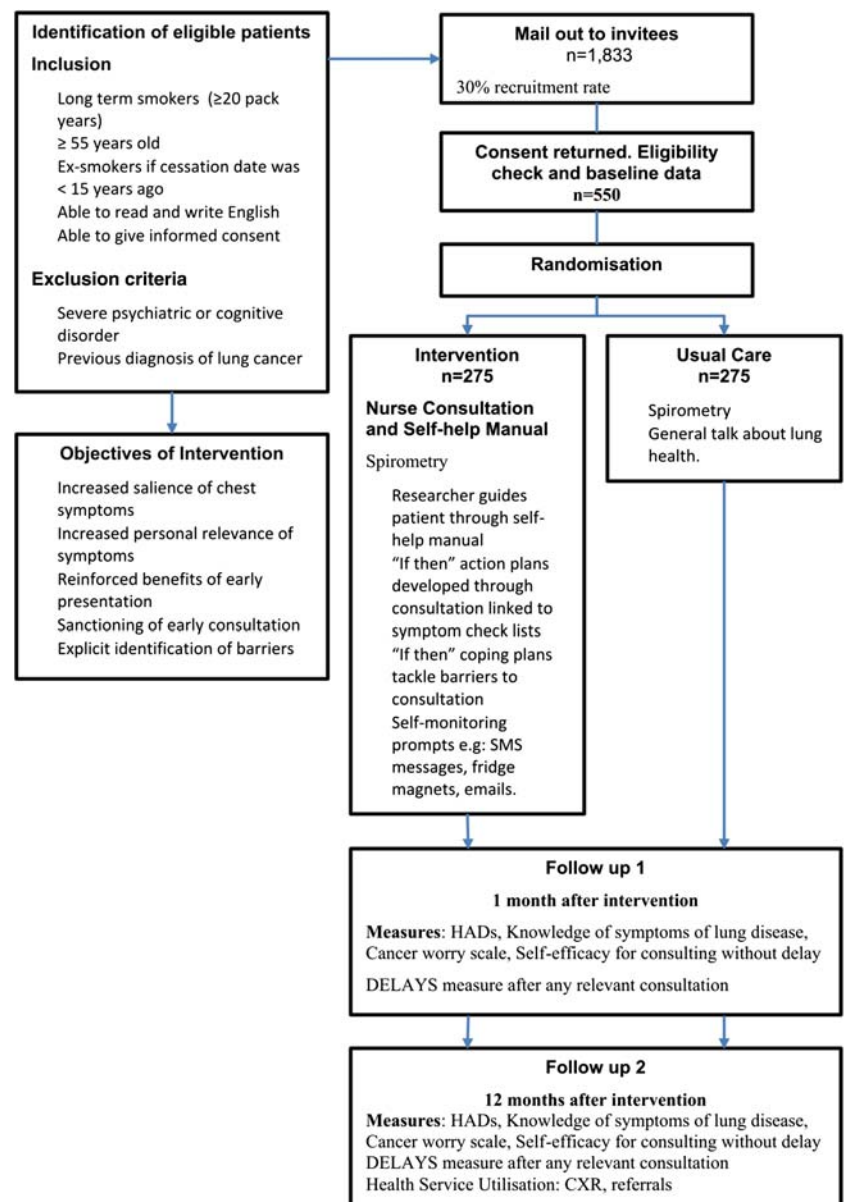 Identification of eligible patients
Inclusion
Long term smokers (≥20 pack
years)
≥ 55 years old
Ex-smokers if cessation date was
< 15 years ago
Able to read and write English
Able to give informed consent
Exclusion criteria
Severe psychiatric or cognitive
disorder
Previous diagnosis of lung cancer
Objectives of Intervention
Increased salience of chest
symptoms
Increased personal relevance of
symptoms
Reinforced benefits of early
presentation
Sanctioning of early consultation
Explicit identification of barriers
Mail out to invitees
n=1,833
30% recruitment rate
Consent returned. Eligibility
check and baseline data
n=550
Randomisation
Intervention
n=275
Nurse Consultation
and Self-help Manual
Spirometry
Researcher guides
patient through self-
help manual
“If then” action plans
developed through
consultation linked to
symptom check lists
“If then” coping plans
tackle barriers to
consultation
Self-monitoring
prompts e.g: SMS
messages, fridge
magnets, emails.
Usual Care
n=275
Spirometry
General talk about lung
health.
Follow up 1
1 month after intervention
Measures: HADs, Knowledge of symptoms of lung disease,
Cancer worry scale, Self-efficacy for consulting without delay
DELAYS measure after any relevant consultation
Follow up 2
12 months after intervention
Measures: HADs, Knowledge of symptoms of lung disease,
Cancer worry scale, Self-efficacy for consulting without delay
DELAYS measure after any relevant consultation
Health Service Utilisation: CXR, referrals